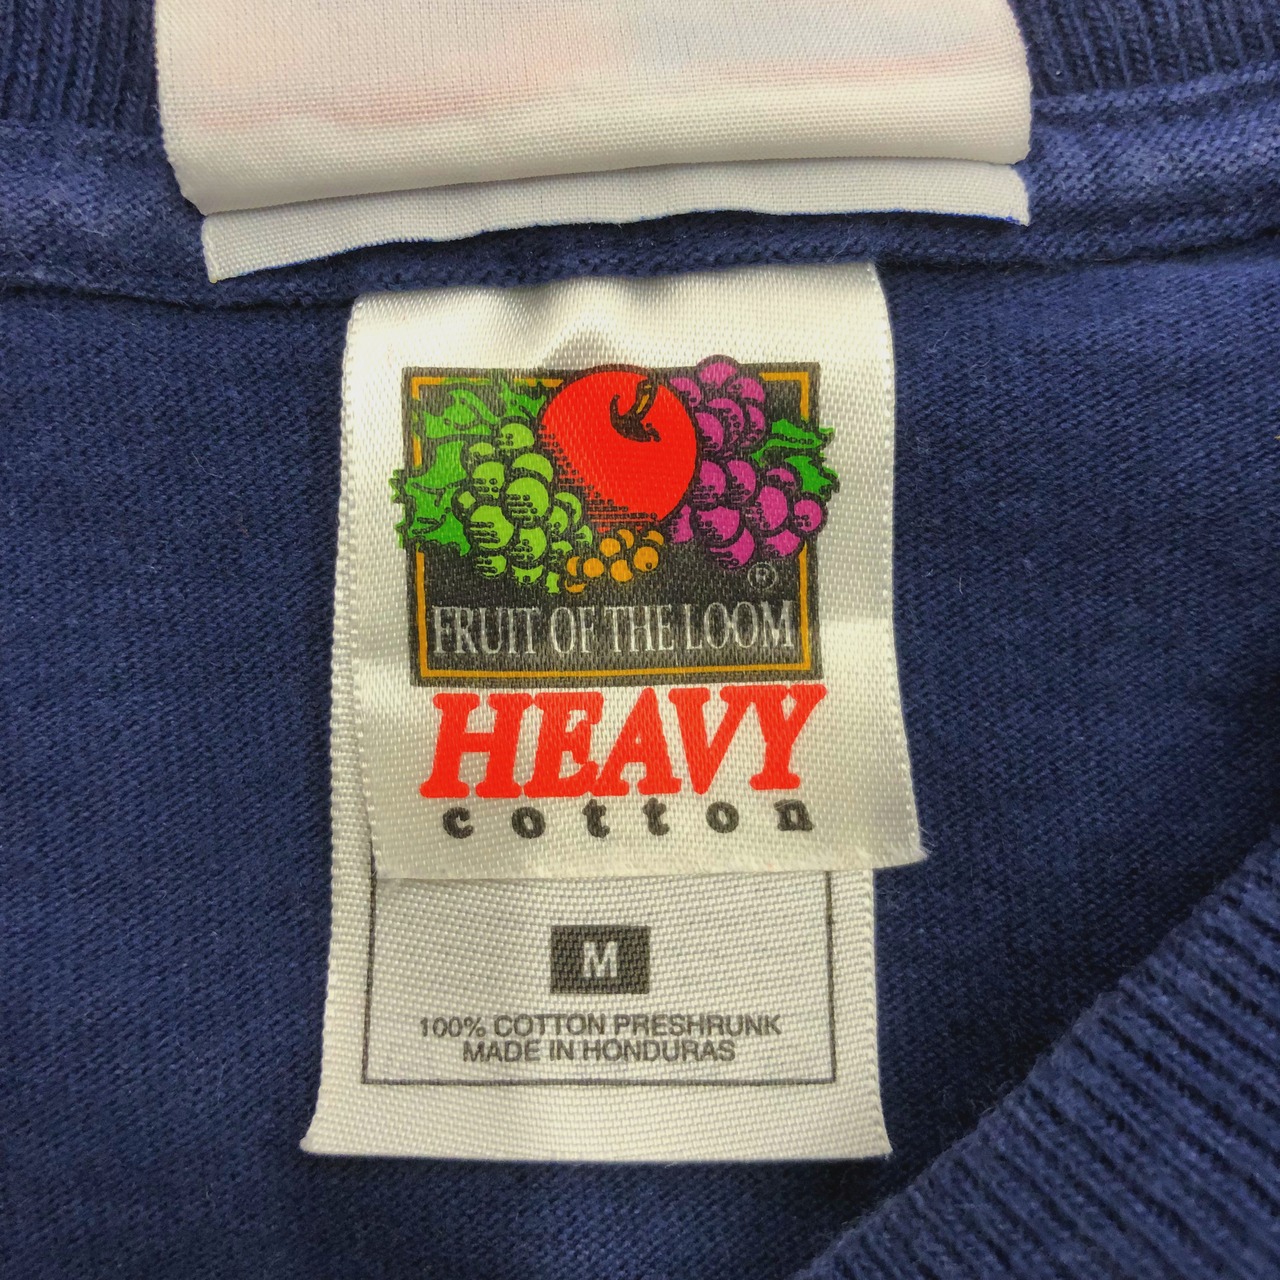 ®
FRUIT OF THE LOOM
HEAVY
cotton
M
100% COTTON PRESHRUNK
MADE IN HONDURAS